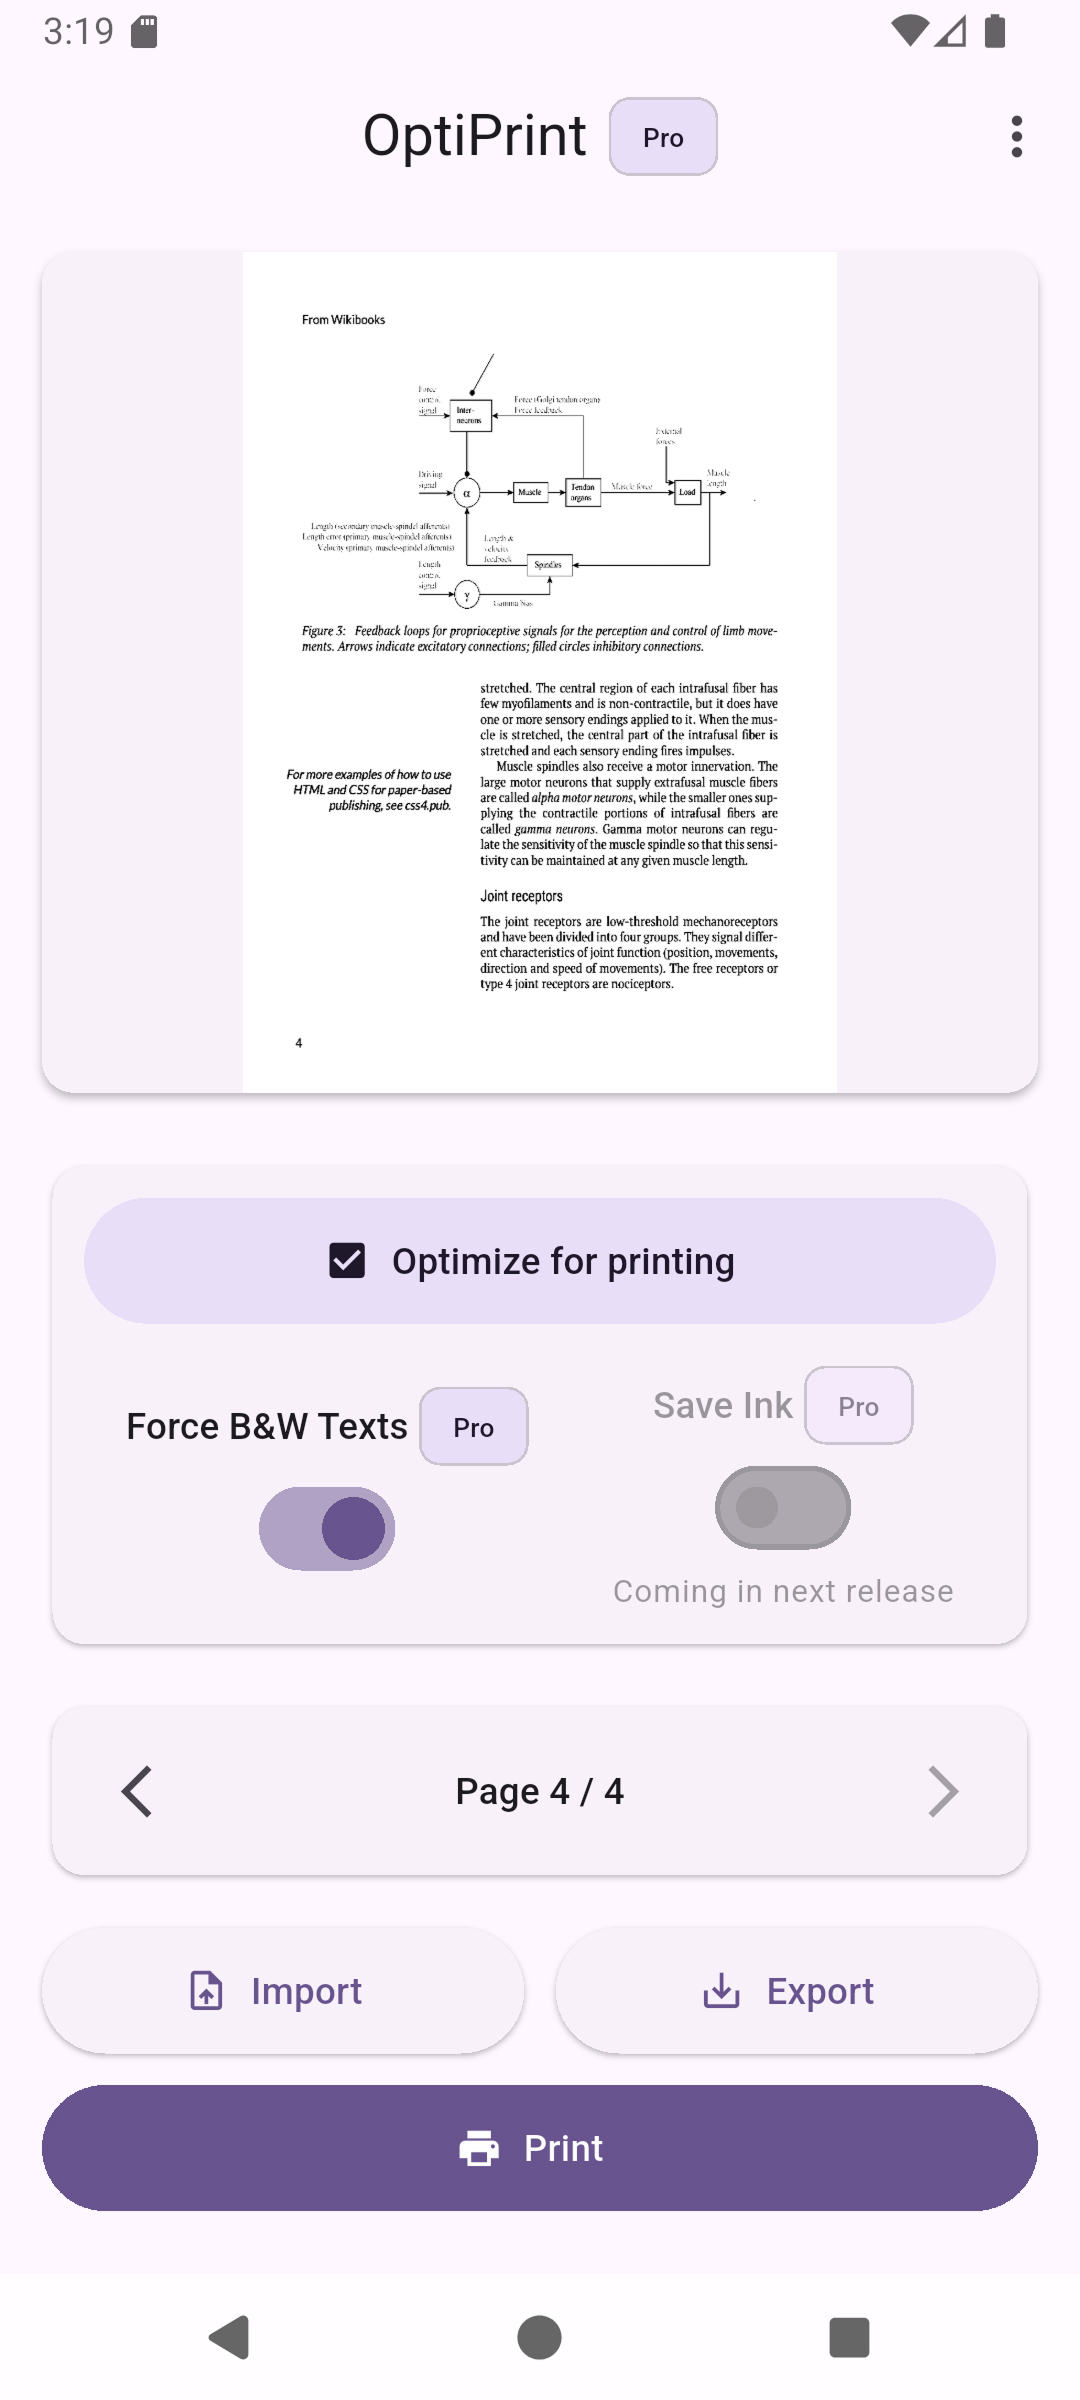 3:19
OptiPrint Pro
From Wikibooks
Force
control
signal
Inter-
neurons
Force (Golgi tendon organs)
Force feedback
External
forces
Driving
signal
α
Muscle
Tendon
organs
Muscle force
Load
Muscle
length
Length (secondary muscle-spindel afferents)
Length error (primary muscle-spindel afferents)
Velocity (primary muscle-spindel afferents)
Length &
velocity
feedback
Spindles
Length
control
signal
γ
Gamma bias
Figure 3: Feedback loops for proprioceptive signals for the perception and control of limb move-
ments. Arrows indicate excitatory connections; filled circles inhibitory connections.
stretched. The central region of each intrafusal fiber has
few myofilaments and is non-contractile, but it does have
one or more sensory endings applied to it. When the mus-
cle is stretched, the central part of the intrafusal fiber is
stretched and each sensory ending fires impulses.
Muscle spindles also receive a motor innervation. The
large motor neurons that supply extrafusal muscle fibers
are called alpha motor neurons, while the smaller ones sup-
plying the contractile portions of intrafusal fibers are
called gamma neurons. Gamma motor neurons can regu-
late the sensitivity of the muscle spindle so that this sensi-
tivity can be maintained at any given muscle length.
For more examples of how to use
HTML and CSS for paper-based
publishing, see css4.pub.
Joint receptors
The joint receptors are low-threshold mechanoreceptors
and have been divided into four groups. They signal differ-
ent characteristics of joint function (position, movements,
direction and speed of movements). The free receptors or
type 4 joint receptors are nociceptors.
4
Optimize for printing
Force B&W Texts Pro
Save Ink Pro
Coming in next release
Page 4 / 4
Import
Export
Print